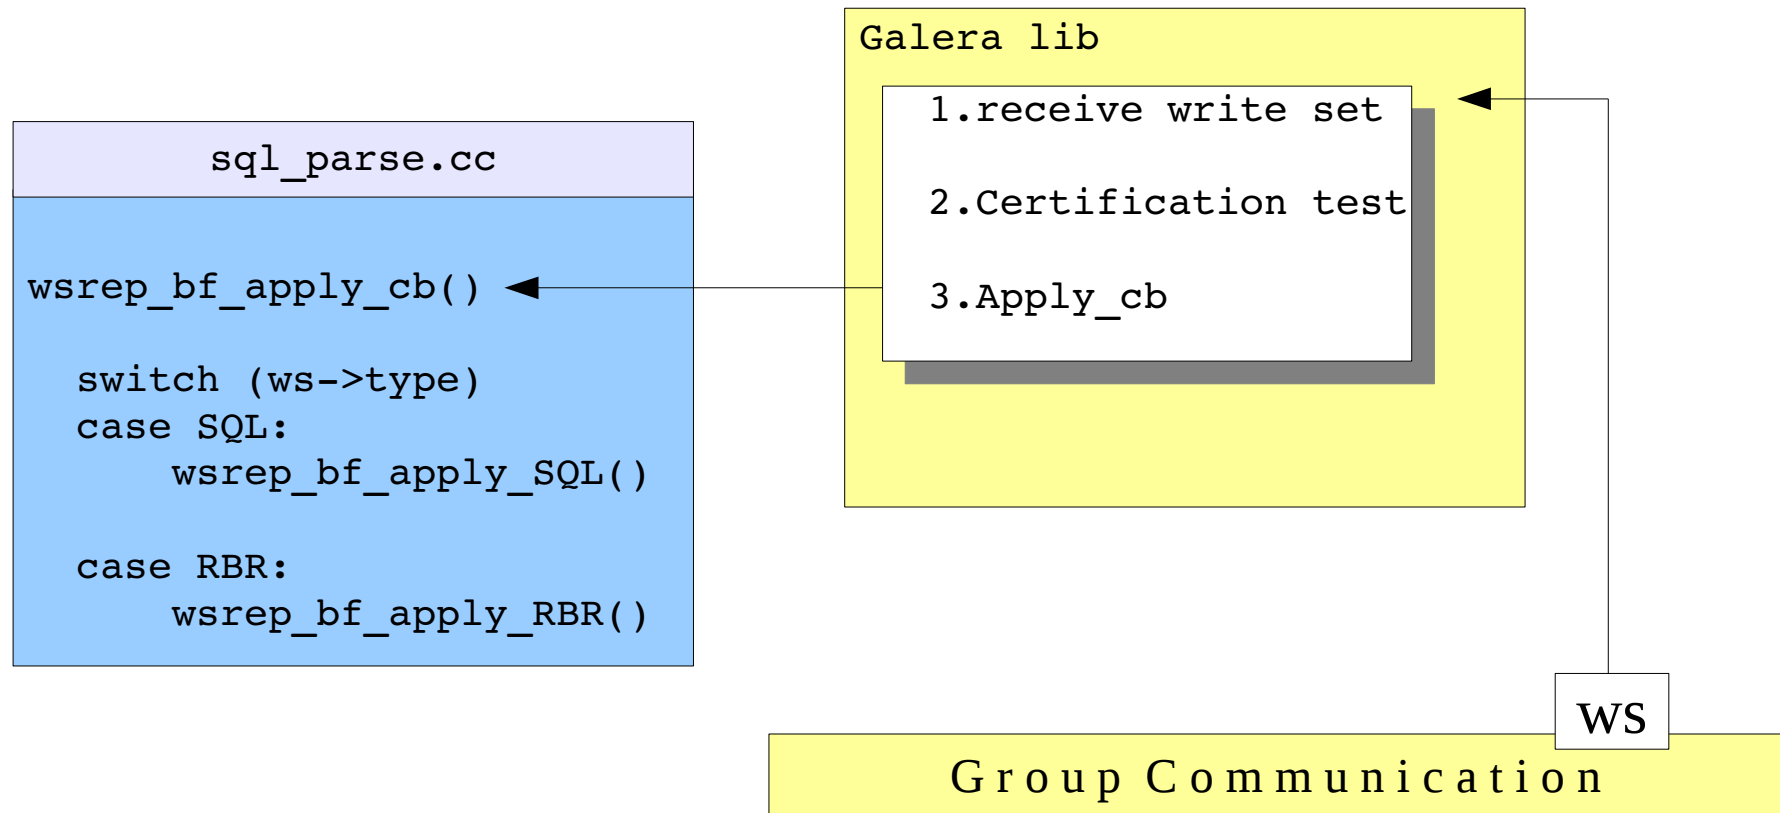 Galera lib
1.receive write set
2.Certification test
3.Apply_cb
sql_parse.cc
wsrep_bf_apply_cb()
switch (ws->type)
case SQL:
wsrep_bf_apply_SQL()
case RBR:
wsrep_bf_apply_RBR()
ws
Group Communication